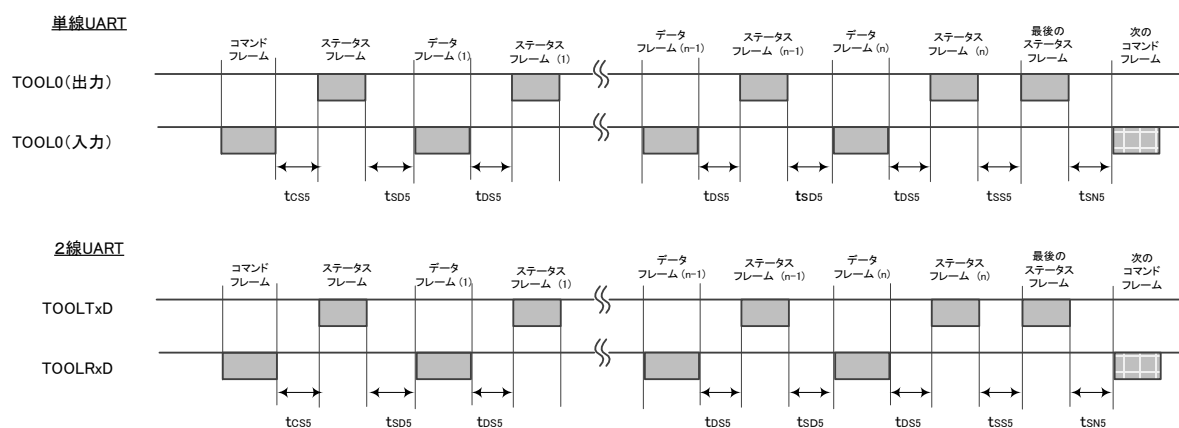 単線UART
コマンド
フレーム
ステータス
フレーム
データ
フレーム(1)
ステータス
フレーム (1)
データ
フレーム(n-1)
ステータス
フレーム(n-1)
データ
フレーム(n)
ステータス
フレーム (n)
最後の
ステータス
フレーム
次の
コマンド
フレーム
TOOL0(出力)
TOOL0(入力)
tCS5
tSD5
tDS5
tDS5
tSD5
tDS5
tSS5
tSN5
2線UART
コマンド
フレーム
ステータス
フレーム
データ
フレーム(1)
ステータス
フレーム (1)
データ
フレーム(n-1)
ステータス
フレーム(n-1)
データ
フレーム(n)
ステータス
フレーム (n)
最後の
ステータス
フレーム
次の
コマンド
フレーム
TOOLTxD
TOOLRxD
tCS5
tSD5
tDS5
tDS5
tSD5
tDS5
tSS5
tSN5